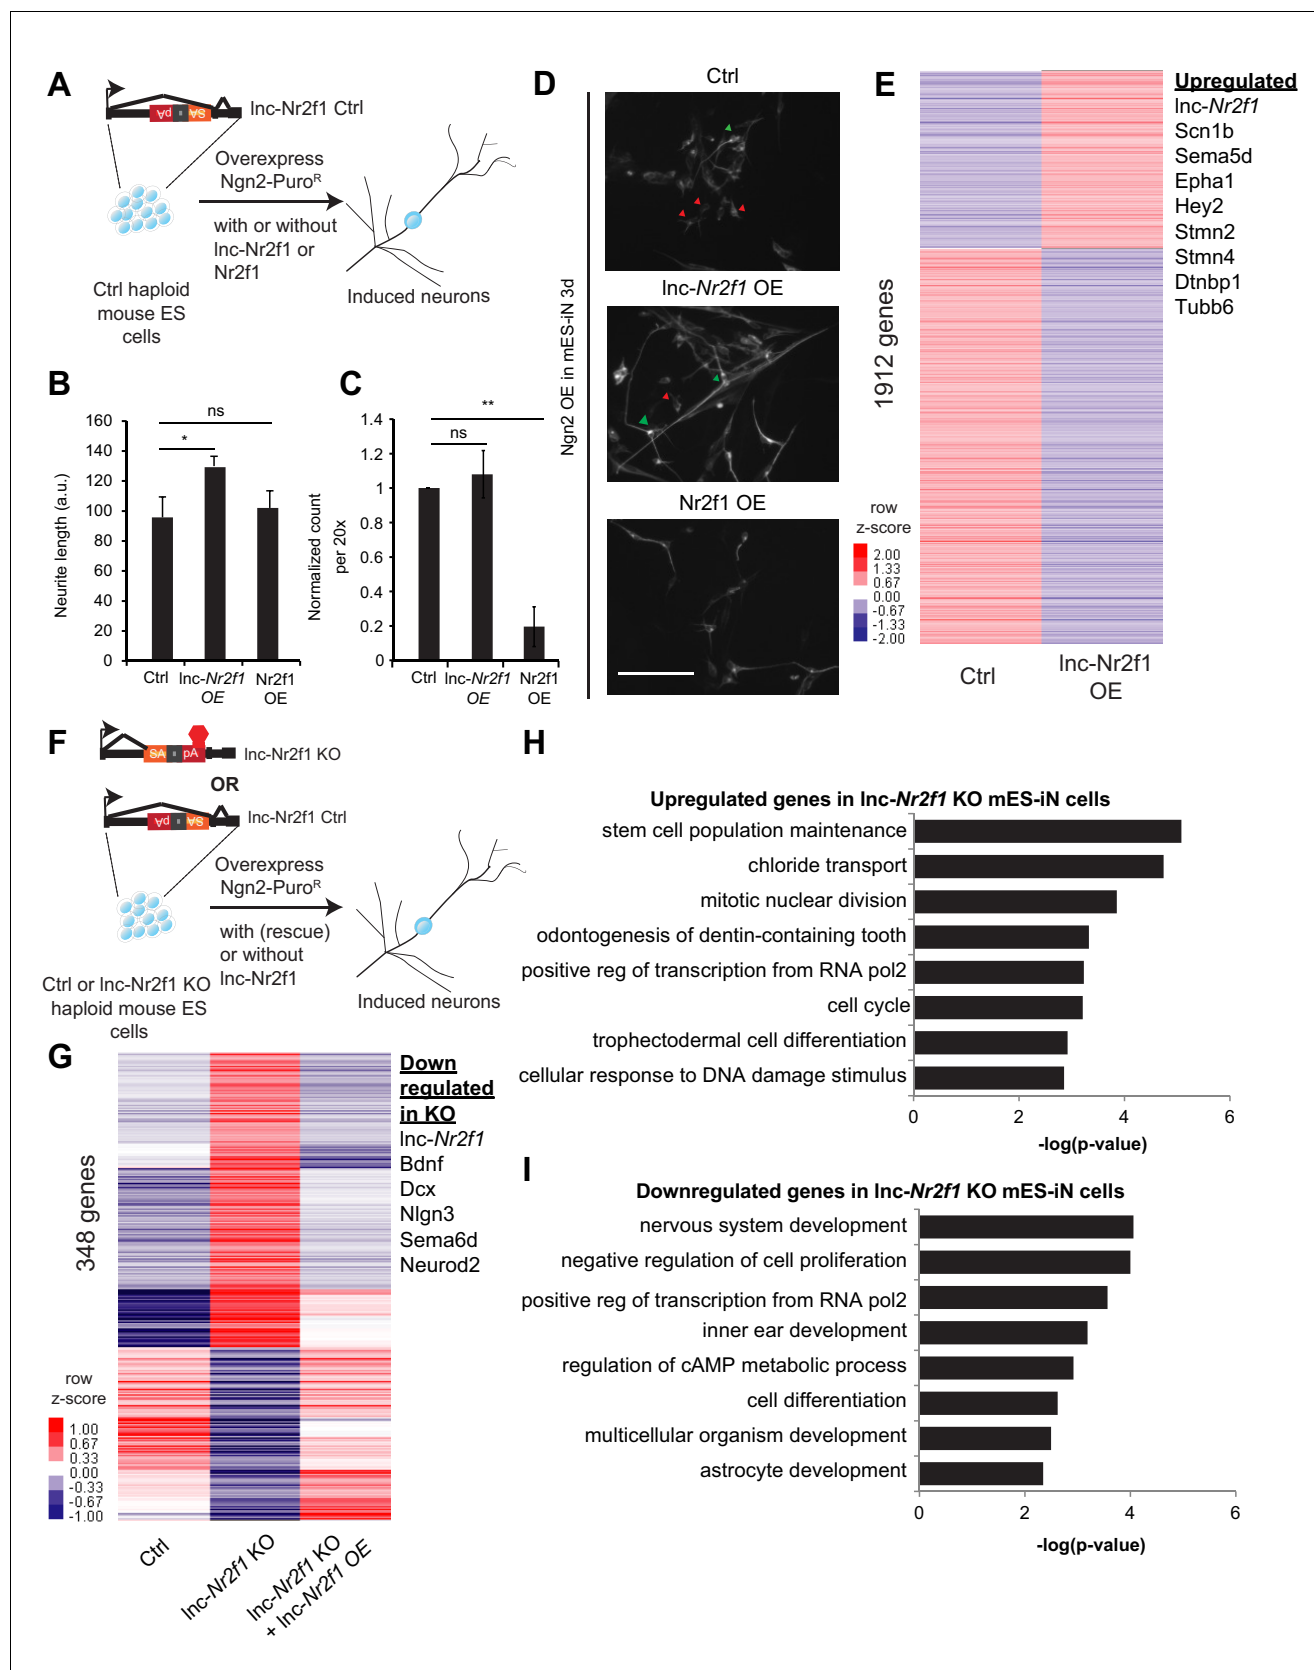 A
lnc-Nr2f1 Ctrl
pA
SA
Overexpress
Ngn2-Puro^R
with or without
lnc-Nr2f1 or
Nr2f1
Ctrl haploid
mouse ES
cells
Induced neurons
B
Neurite length (a.u.)
160
140
120
100
80
60
40
20
0
ns
*
Ctrl
lnc-Nr2f1
OE
Nr2f1
OE
C
Normalized count
per 20x
1.4
1.2
1
0.8
0.6
0.4
0.2
0
**
ns
Ctrl
lnc-Nr2f1
OE
Nr2f1
OE
D
Ngn2 OE in mES-iN 3d
Ctrl
lnc-Nr2f1 OE
Nr2f1 OE
E
1912 genes
Upregulated
lnc-Nr2f1
Scn1b
Sema5d
Epha1
Hey2
Stmn2
Stmn4
Dtnbp1
Tubb6
row
z-score
2.00
1.33
0.67
0.00
-0.67
-1.33
-2.00
Ctrl
lnc-Nr2f1
OE
F
SA
pA
lnc-Nr2f1 KO
OR
lnc-Nr2f1 Ctrl
pA
SA
Overexpress
Ngn2-Puro^R
with (rescue)
or without
lnc-Nr2f1
Ctrl or lnc-Nr2f1 KO
haploid mouse ES
cells
Induced neurons
G
348 genes
Down
regulated
in KO
lnc-Nr2f1
Bdnf
Dcx
Nlgn3
Sema6d
Neurod2
row
z-score
1.00
0.67
0.33
0.00
-0.33
-0.67
-1.00
Ctrl
lnc-Nr2f1 KO
lnc-Nr2f1 KO
+ lnc-Nr2f1 OE
H
Upregulated genes in lnc-Nr2f1 KO mES-iN cells
stem cell population maintenance
chloride transport
mitotic nuclear division
odontogenesis of dentin-containing tooth
positive reg of transcription from RNA pol2
cell cycle
trophectodermal cell differentiation
cellular response to DNA damage stimulus
0 2 4 6
-log(p-value)
I
Downregulated genes in lnc-Nr2f1 KO mES-iN cells
nervous system development
negative regulation of cell proliferation
positive reg of transcription from RNA pol2
inner ear development
regulation of cAMP metabolic process
cell differentiation
multicellular organism development
astrocyte development
0 2 4 6
-log(p-value)